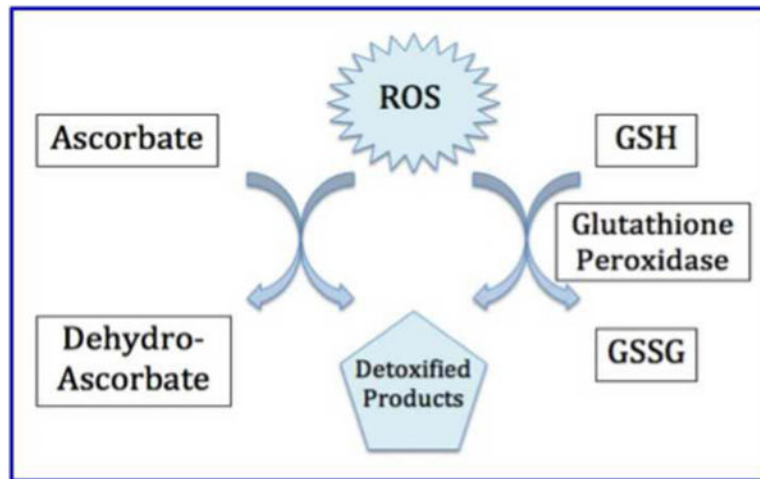 ROS
Ascorbate
GSH
Glutathione
Peroxidase
Dehydro-
Ascorbate
Detoxified
Products
GSSG